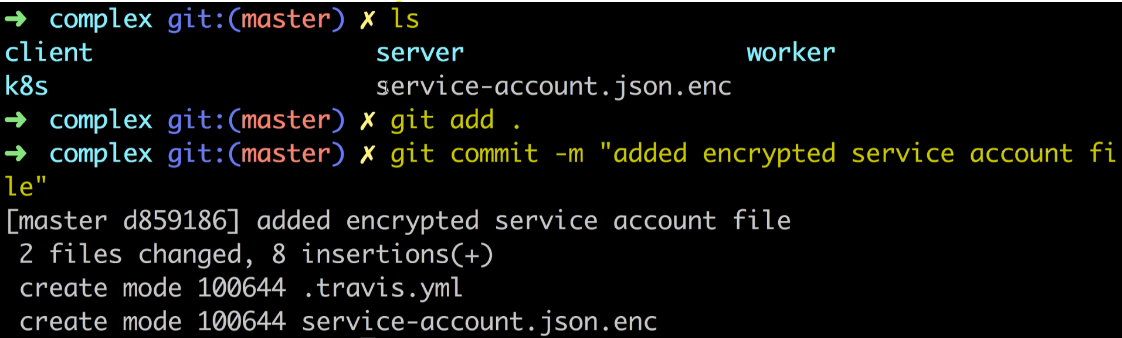 ➜ complex git:(master) ✗ ls
client server worker
k8s service-account.json.enc
➜ complex git:(master) ✗ git add .
➜ complex git:(master) ✗ git commit -m "added encrypted service account fi
le"
[master d859186] added encrypted service account file
2 files changed, 8 insertions(+)
create mode 100644 .travis.yml
create mode 100644 service-account.json.enc